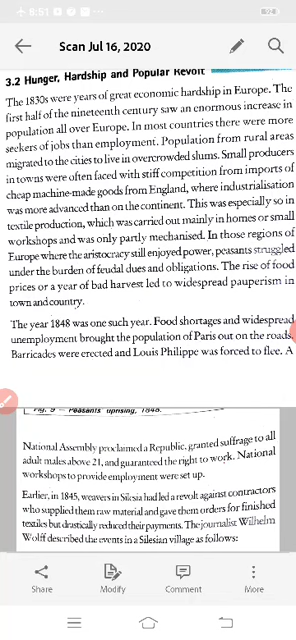 8:51
Scan Jul 16, 2020
3.2 Hunger, Hardship and Popular Revolt
The 1830s were years of great economic hardship in Europe. The
first half of the nineteenth century saw an enormous increase in
population all over Europe. In most countries there were more
seekers of jobs than employment. Population from rural areas
migrated to the cities to live in overcrowded slums. Small producers
in towns were often faced with stiff competition from imports of
cheap machine-made goods from England, where industrialisation
was more advanced than on the continent. This was especially so in
textile production, which was carried out mainly in homes or small
workshops and was only partly mechanised. In those regions of
Europe where the aristocracy still enjoyed power, peasants struggled
under the burden of feudal dues and obligations. The rise of food
prices or a year of bad harvest led to widespread pauperism in
town and country.
The year 1848 was one such year. Food shortages and widespread
unemployment brought the population of Paris out on the roads.
Barricades were erected and Louis Philippe was forced to flee. A
Fig. 9 — Peasants' uprising, 1848.
National Assembly proclaimed a Republic, granted suffrage to all
adult males above 21, and guaranteed the right to work. National
workshops to provide employment were set up.
Earlier, in 1845, weavers in Silesia had led a revolt against contractors
who supplied them raw material and gave them orders for finished
textiles but drastically reduced their payments. The journalist Wilhelm
Wolff described the events in a Silesian village as follows:
Share Modify Comment More